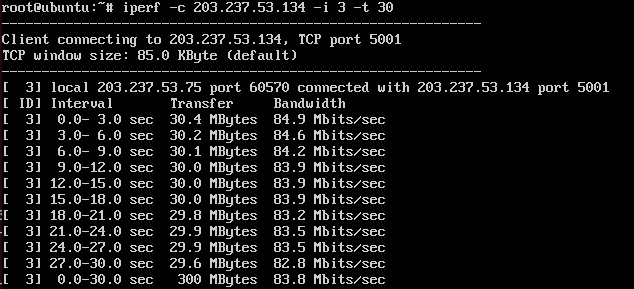 root@ubuntu:~# iperf -c 203.237.53.134 -i 3 -t 30
------------------------------------------------------------
Client connecting to 203.237.53.134, TCP port 5001
TCP window size: 85.0 KByte (default)
------------------------------------------------------------
[  3] local 203.237.53.75 port 60570 connected with 203.237.53.134 port 5001
[ ID] Interval       Transfer     Bandwidth
[  3]  0.0- 3.0 sec  30.4 MBytes  84.9 Mbits/sec
[  3]  3.0- 6.0 sec  30.2 MBytes  84.6 Mbits/sec
[  3]  6.0- 9.0 sec  30.1 MBytes  84.2 Mbits/sec
[  3]  9.0-12.0 sec  30.0 MBytes  83.9 Mbits/sec
[  3] 12.0-15.0 sec  30.0 MBytes  83.9 Mbits/sec
[  3] 15.0-18.0 sec  30.0 MBytes  83.9 Mbits/sec
[  3] 18.0-21.0 sec  29.8 MBytes  83.2 Mbits/sec
[  3] 21.0-24.0 sec  29.9 MBytes  83.5 Mbits/sec
[  3] 24.0-27.0 sec  29.9 MBytes  83.5 Mbits/sec
[  3] 27.0-30.0 sec  29.6 MBytes  82.8 Mbits/sec
[  3]  0.0-30.0 sec   300 MBytes  83.8 Mbits/sec